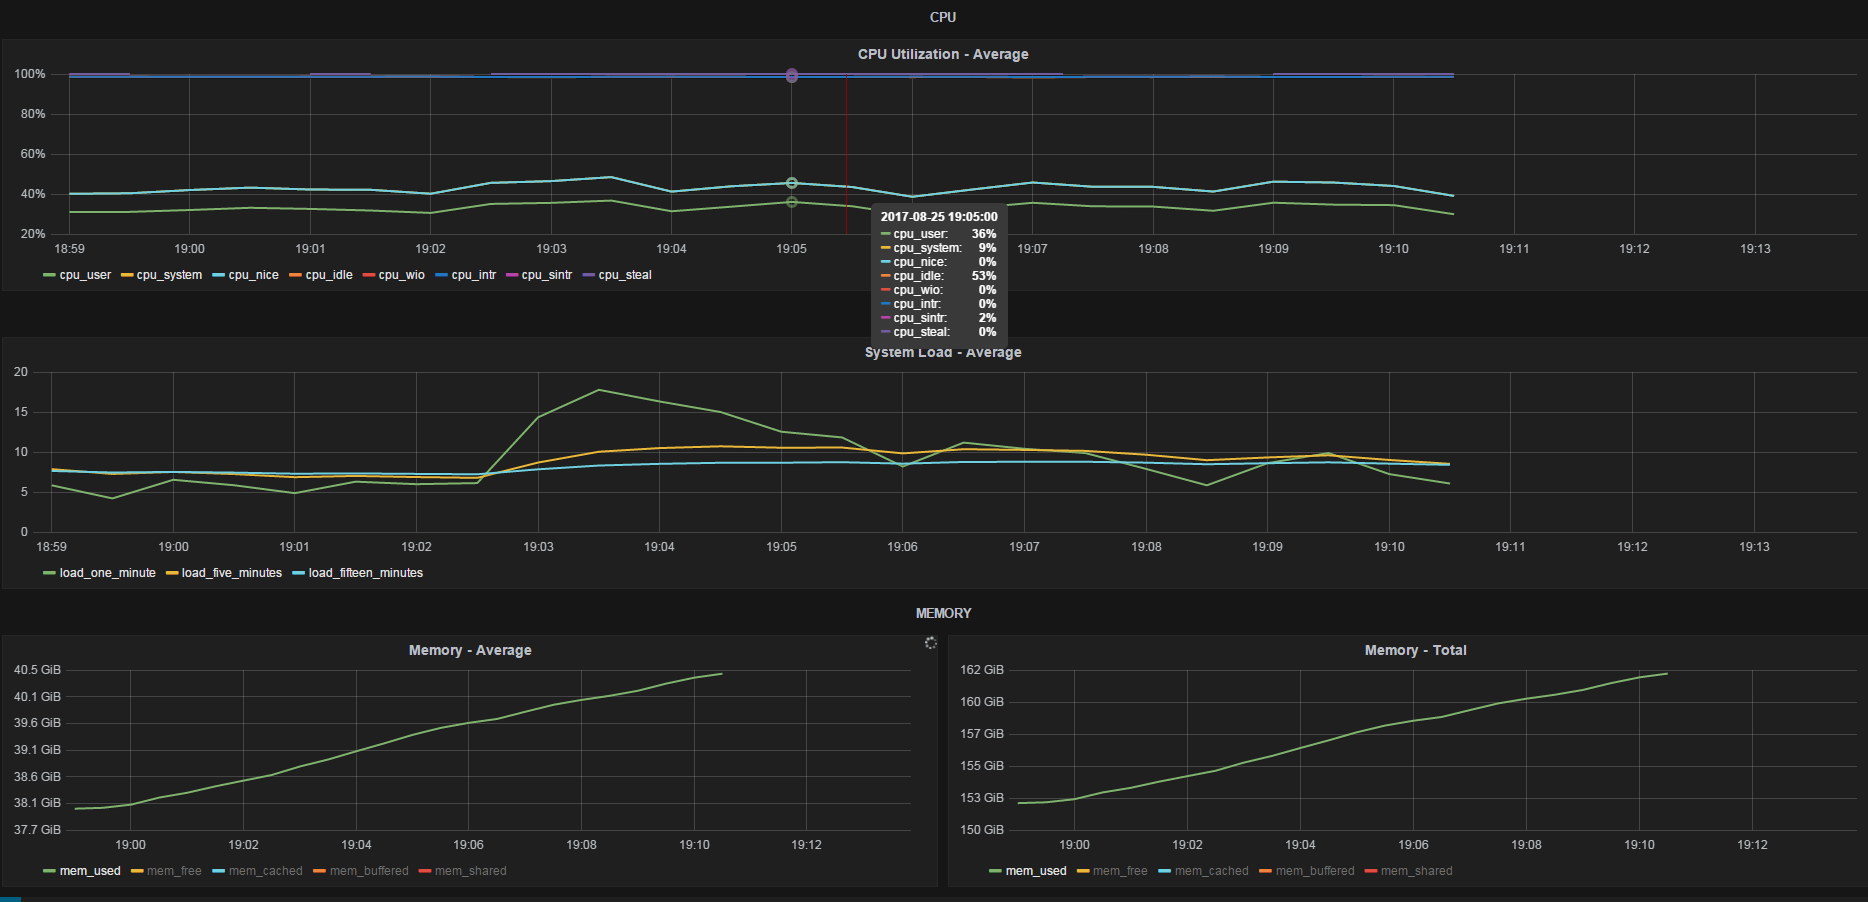 CPU
CPU Utilization - Average
100%
80%
60%
40%
20%
18:59 19:00 19:01 19:02 19:03 19:04 19:05 19:07 19:08 19:09 19:10 19:11 19:12 19:13
cpu_user cpu_system cpu_nice cpu_idle cpu_wio cpu_intr cpu_sintr cpu_steal
2017-08-25 19:05:00
cpu_user: 36%
cpu_system: 9%
cpu_nice: 0%
cpu_idle: 53%
cpu_wio: 0%
cpu_intr: 0%
cpu_sintr: 2%
cpu_steal: 0%
System Load - Average
20
15
10
5
0
18:59 19:00 19:01 19:02 19:03 19:04 19:05 19:06 19:07 19:08 19:09 19:10 19:11 19:12 19:13
load_one_minute load_five_minutes load_fifteen_minutes
MEMORY
Memory - Average
40.5 GiB
40.1 GiB
39.6 GiB
39.1 GiB
38.6 GiB
38.1 GiB
37.7 GiB
19:00 19:02 19:04 19:06 19:08 19:10 19:12
mem_used mem_free mem_cached mem_buffered mem_shared
Memory - Total
162 GiB
160 GiB
157 GiB
155 GiB
153 GiB
150 GiB
19:00 19:02 19:04 19:06 19:08 19:10 19:12
mem_used mem_free mem_cached mem_buffered mem_shared